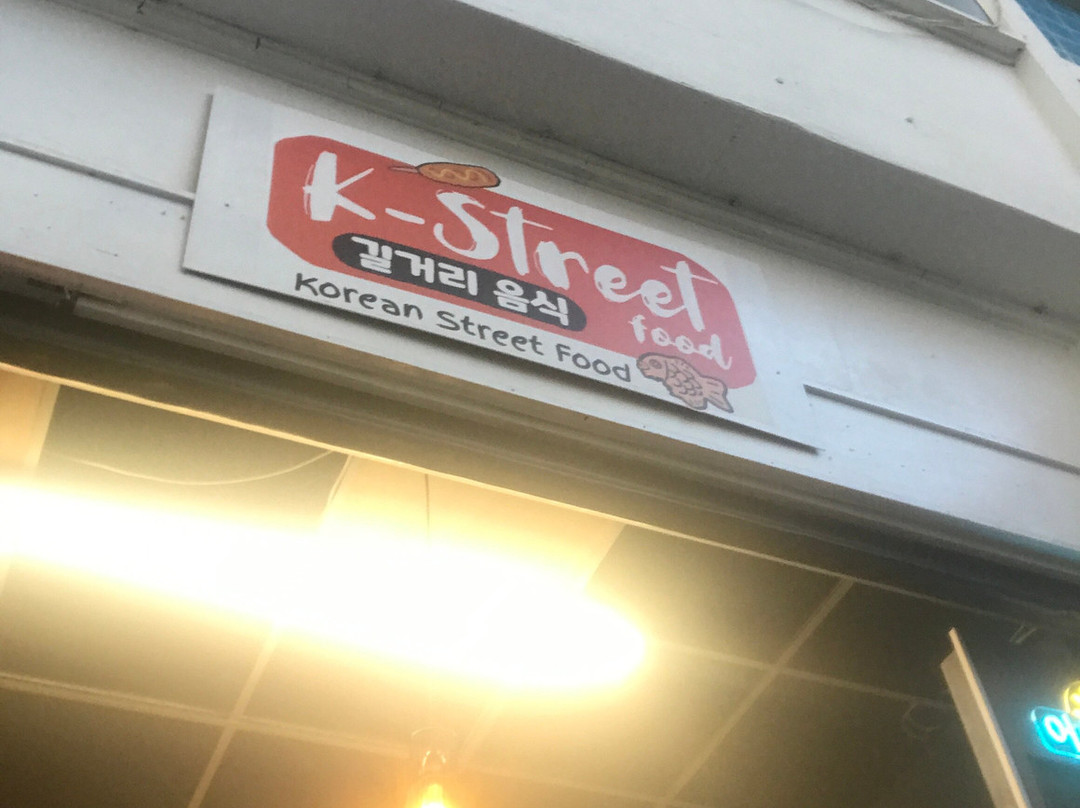 K-Street
food
길거리 음식
Korean Street Food